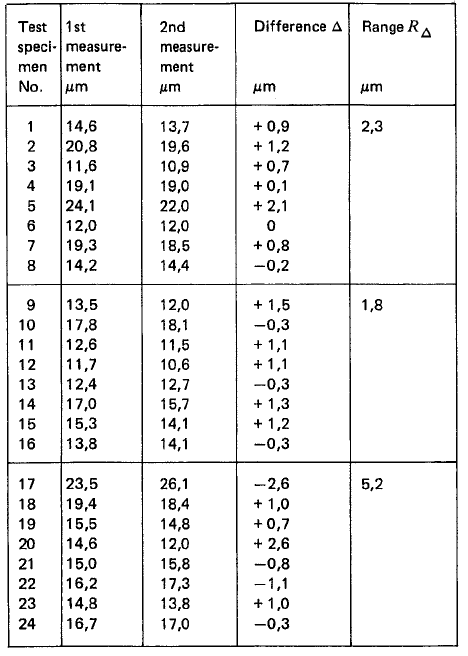 Test 1st 2nd Difference Δ Range R Δ
speci- measure- measure-
men ment ment
No. μm μm μm μm
1 14,6 13,7 + 0,9 2,3
2 20,8 19,6 + 1,2
3 11,6 10,9 + 0,7
4 19,1 19,0 + 0,1
5 24,1 22,0 + 2,1
6 12,0 12,0 0
7 19,3 18,5 + 0,8
8 14,2 14,4 −0,2
9 13,5 12,0 + 1,5 1,8
10 17,8 18,1 −0,3
11 12,6 11,5 + 1,1
12 11,7 10,6 + 1,1
13 12,4 12,7 −0,3
14 17,0 15,7 + 1,3
15 15,3 14,1 + 1,2
16 13,8 14,1 −0,3
17 23,5 26,1 −2,6 5,2
18 19,4 18,4 + 1,0
19 15,5 14,8 + 0,7
20 14,6 12,0 + 2,6
21 15,0 15,8 −0,8
22 16,2 17,3 −1,1
23 14,8 13,8 + 1,0
24 16,7 17,0 −0,3